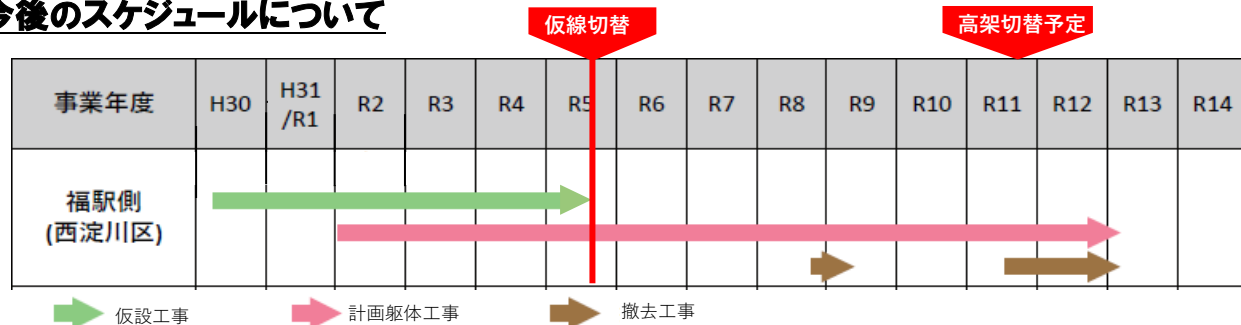 今後のスケジュールについて
仮線切替
高架切替予定
事業年度 H30 H31/R1 R2 R3 R4 R5 R6 R7 R8 R9 R10 R11 R12 R13 R14
福駅側
(西淀川区)
仮設工事 計画躯体工事 撤去工事